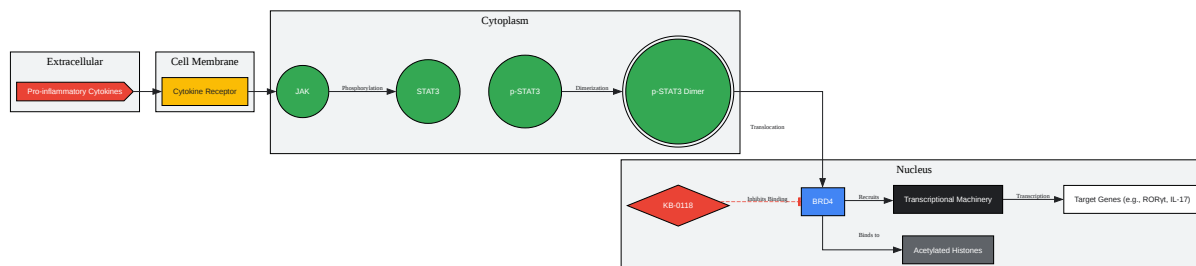 Extracellular
Pro-inflammatory Cytokines
Cell Membrane
Cytokine Receptor
Cytoplasm
JAK
Phosphorylation
STAT3
p-STAT3
Dimerization
p-STAT3 Dimer
Translocation
Nucleus
KB-0118
Inhibits Binding
BRD4
Recruits
Transcriptional Machinery
Transcription
Target Genes (e.g., RORγt, IL-17)
Binds to
Acetylated Histones